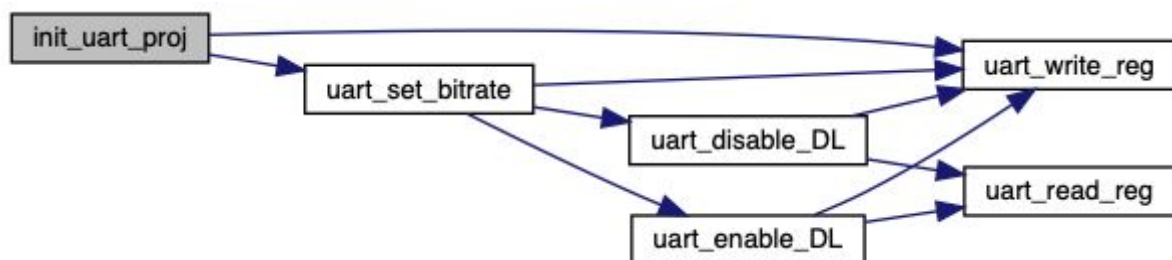 init_uart_proj
uart_write_reg
uart_set_bitrate
uart_disable_DL
uart_read_reg
uart_enable_DL